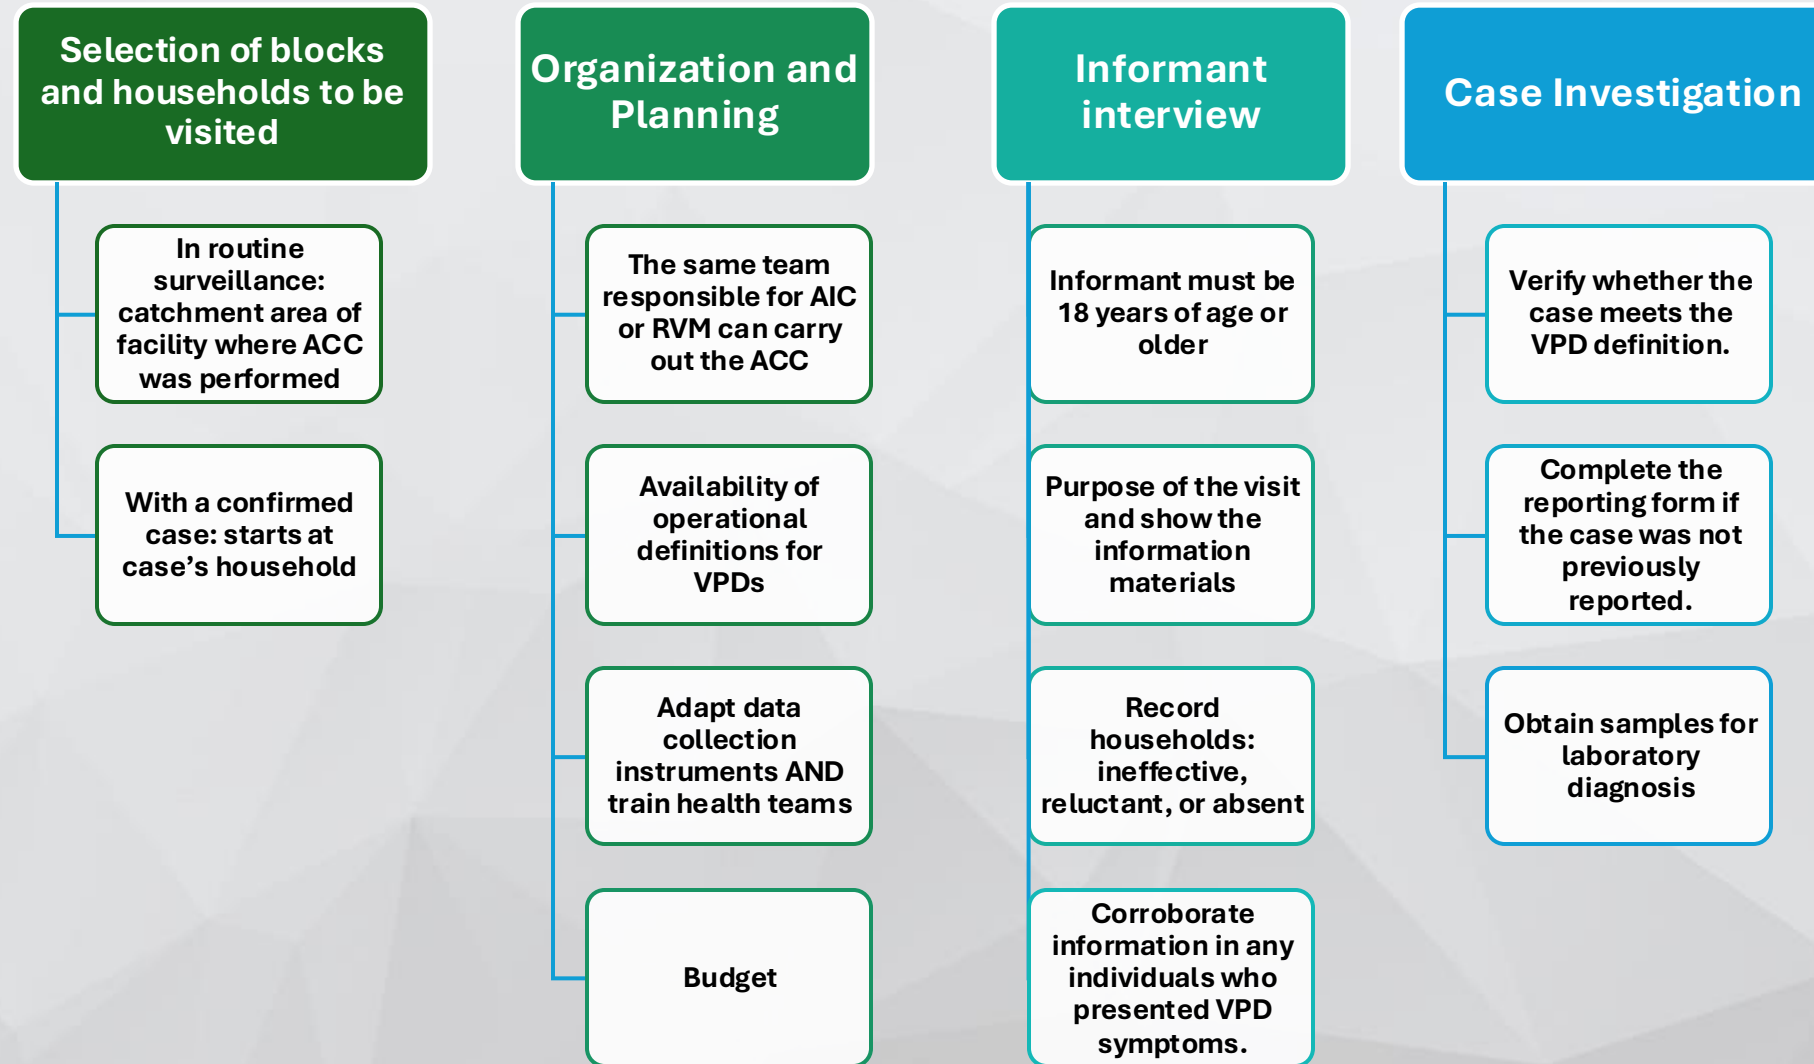 Selection of blocks
and households to be
visited
In routine
surveillance:
catchment area of
facility where ACC
was performed
With a confirmed
case: starts at
case’s household
Organization and
Planning
The same team
responsible for AIC
or RVM can carry
out the ACC
Availability of
operational
definitions for
VPDs
Adapt data
collection
instruments AND
train health teams
Budget
Informant
interview
Informant must be
18 years of age or
older
Purpose of the visit
and show the
information
materials
Record
households:
ineffective,
reluctant, or absent
Corroborate
information in any
individuals who
presented VPD
symptoms.
Case Investigation
Verify whether the
case meets the
VPD definition.
Complete the
reporting form if
the case was not
previously
reported.
Obtain samples for
laboratory
diagnosis